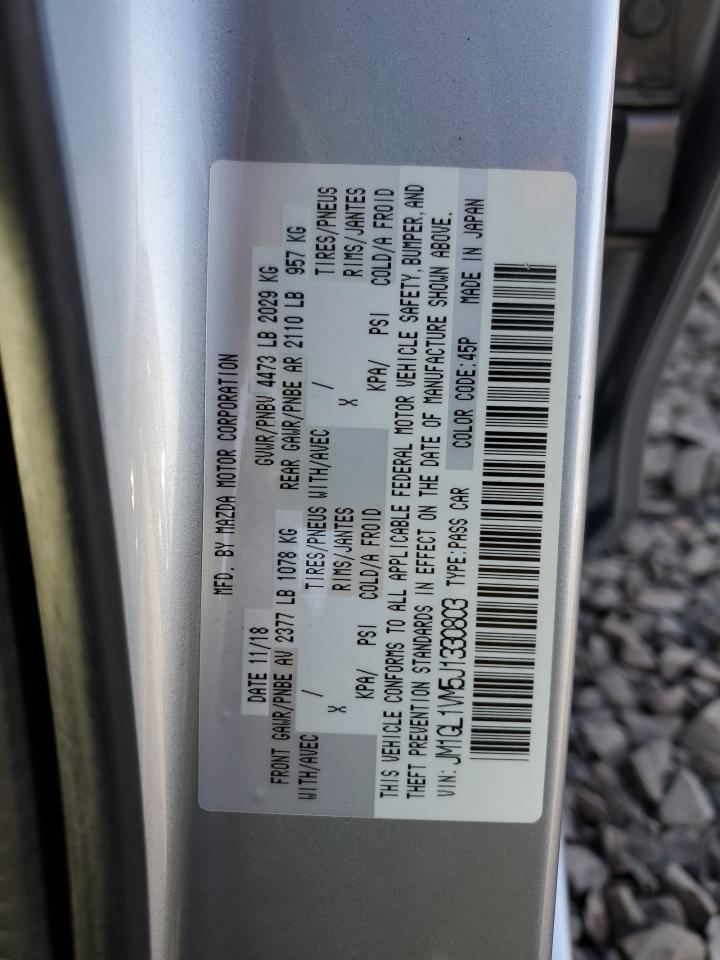 MFD. BY MAZDA MOTOR CORPORATION
DATE 11/18 GVWR/PNBV 4473 LB 2029 KG
FRONT GAWR/PNBE AV 2377 LB 1078 KG REAR GAWR/PNBE AR 2110 LB 957 KG
WITH/AVEC / TIRES/PNEUS WITH/AVEC / TIRES/PNEUS
X RIMS/JANTES X RIMS/JANTES
KPA/ PSI COLD/A FROID KPA/ PSI COLD/A FROID
THIS VEHICLE CONFORMS TO ALL APPLICABLE FEDERAL MOTOR VEHICLE SAFETY, BUMPER, AND
THEFT PREVENTION STANDARDS IN EFFECT ON THE DATE OF MANUFACTURE SHOWN ABOVE.
VIN: JM1GL1VM5J1330803 TYPE:PASS CAR COLOR CODE:45P MADE IN JAPAN